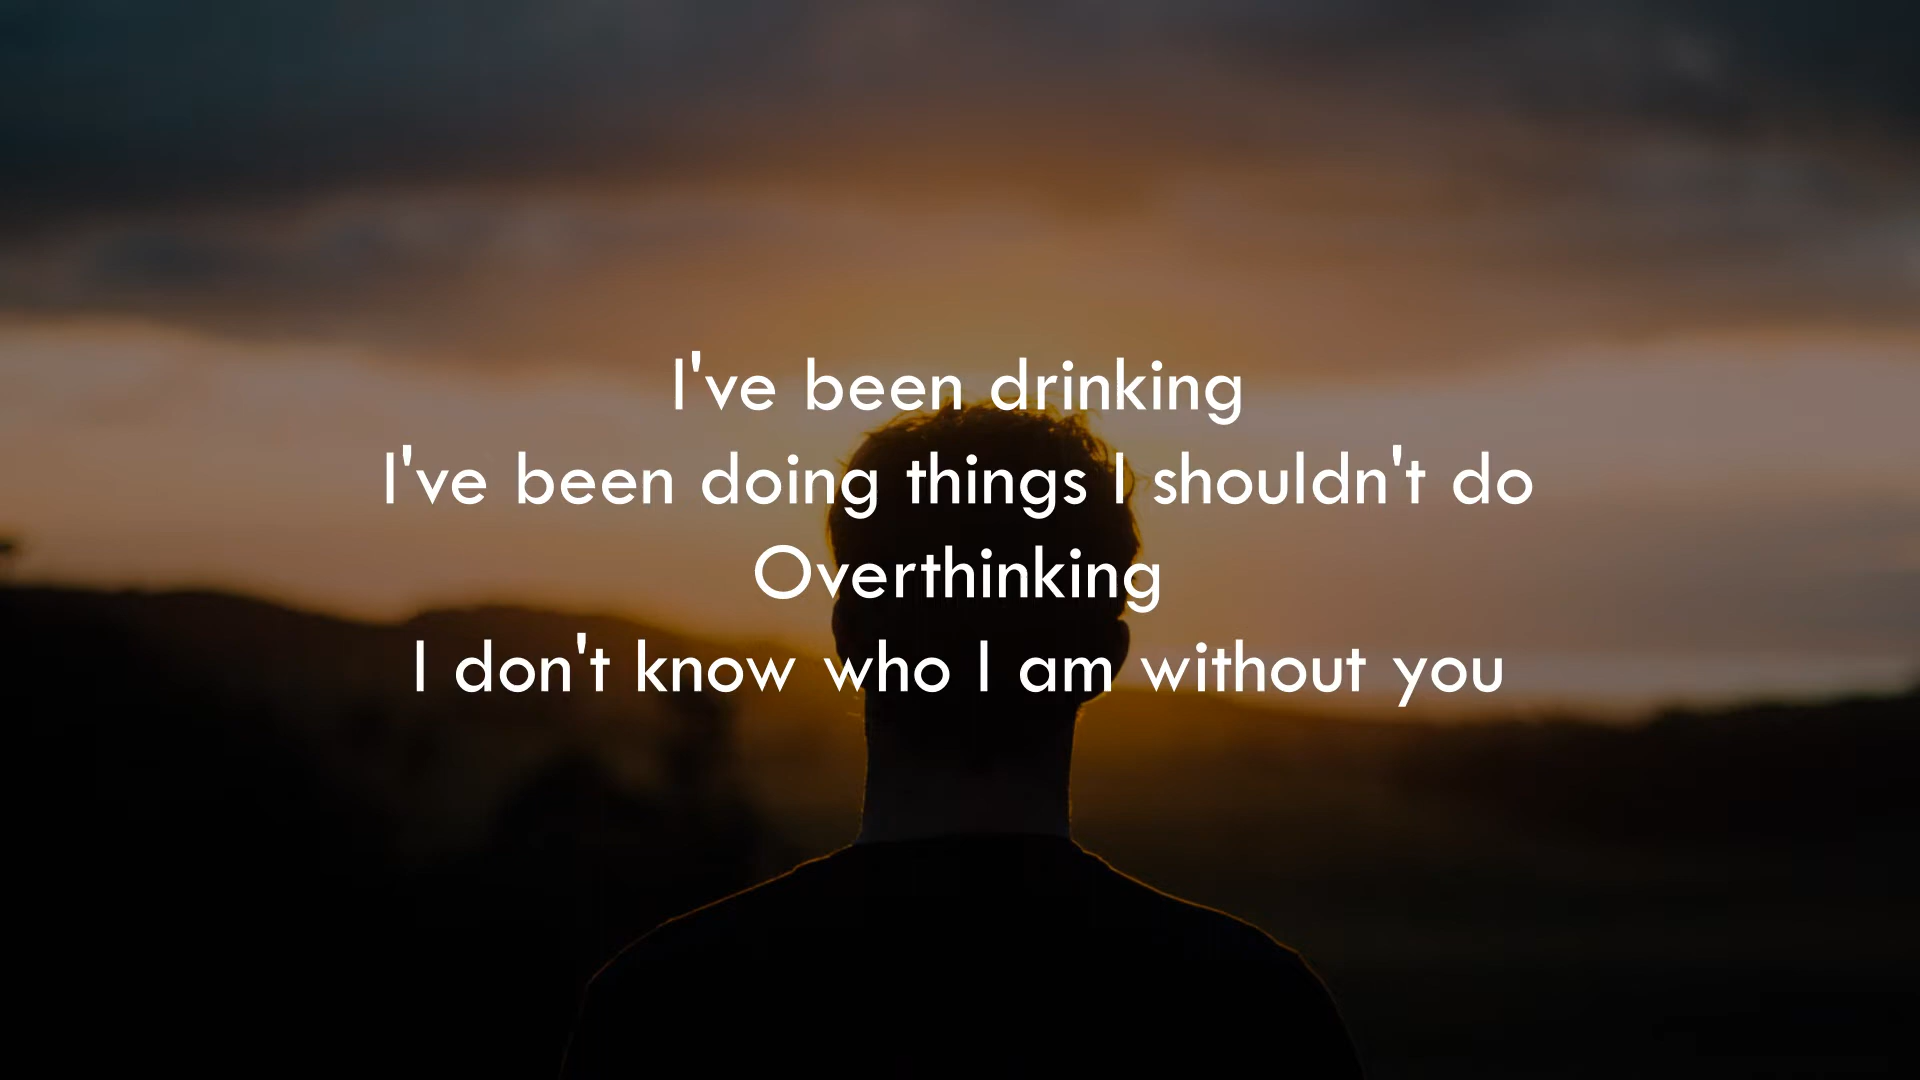 I've been drinking
I've been doing things I shouldn't do
Overthinking
I don't know who I am without you